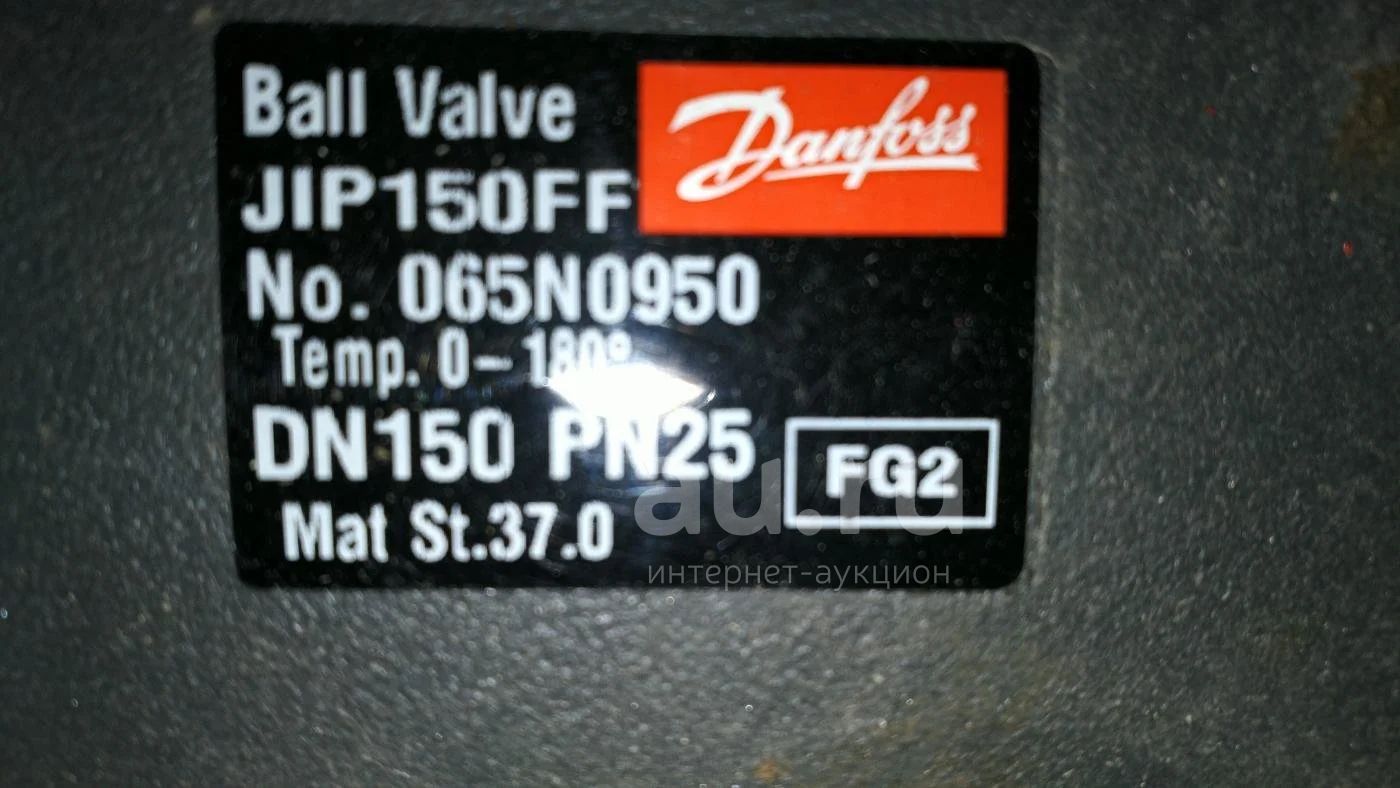 Ball Valve
Danfoss
JIP150FF
No. 065N0950
Temp. 0-180°
DN150 PN25
FG2
Mat St.37.0
au.ru
интернет-аукцион